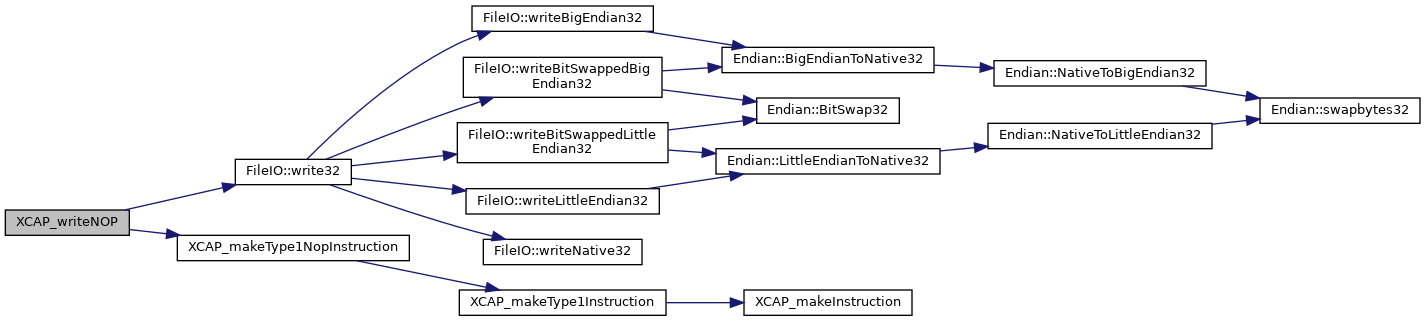 XCAP_writeNOP
FileIO::write32
XCAP_makeType1NopInstruction
FileIO::writeBigEndian32
FileIO::writeBitSwappedBig
Endian32
FileIO::writeBitSwappedLittle
Endian32
FileIO::writeLittleEndian32
FileIO::writeNative32
XCAP_makeType1Instruction
Endian::BigEndianToNative32
Endian::BitSwap32
Endian::LittleEndianToNative32
XCAP_makeInstruction
Endian::NativeToBigEndian32
Endian::NativeToLittleEndian32
Endian::swapbytes32